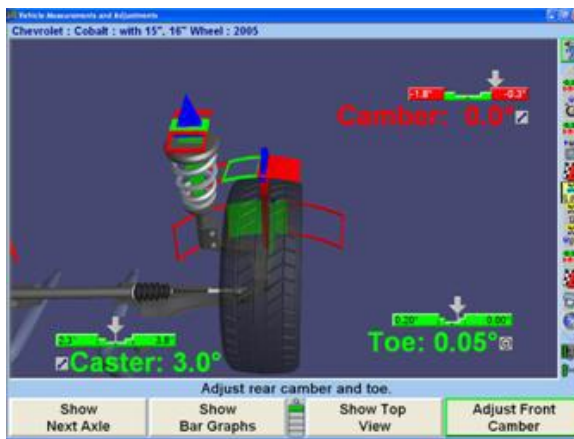 Vehicle Measurements and Adjustments
Chevrolet : Cobalt : with 15", 16" Wheel : 2005
-1.8° -0.3°
Camber: 0.0°
2.3° 3.8°
Caster: 3.0°
0.20° 0.00°
Toe: 0.05°
Adjust rear camber and toe.
Show
Next Axle
Show
Bar Graphs
Show Top
View
Adjust Front
Camber